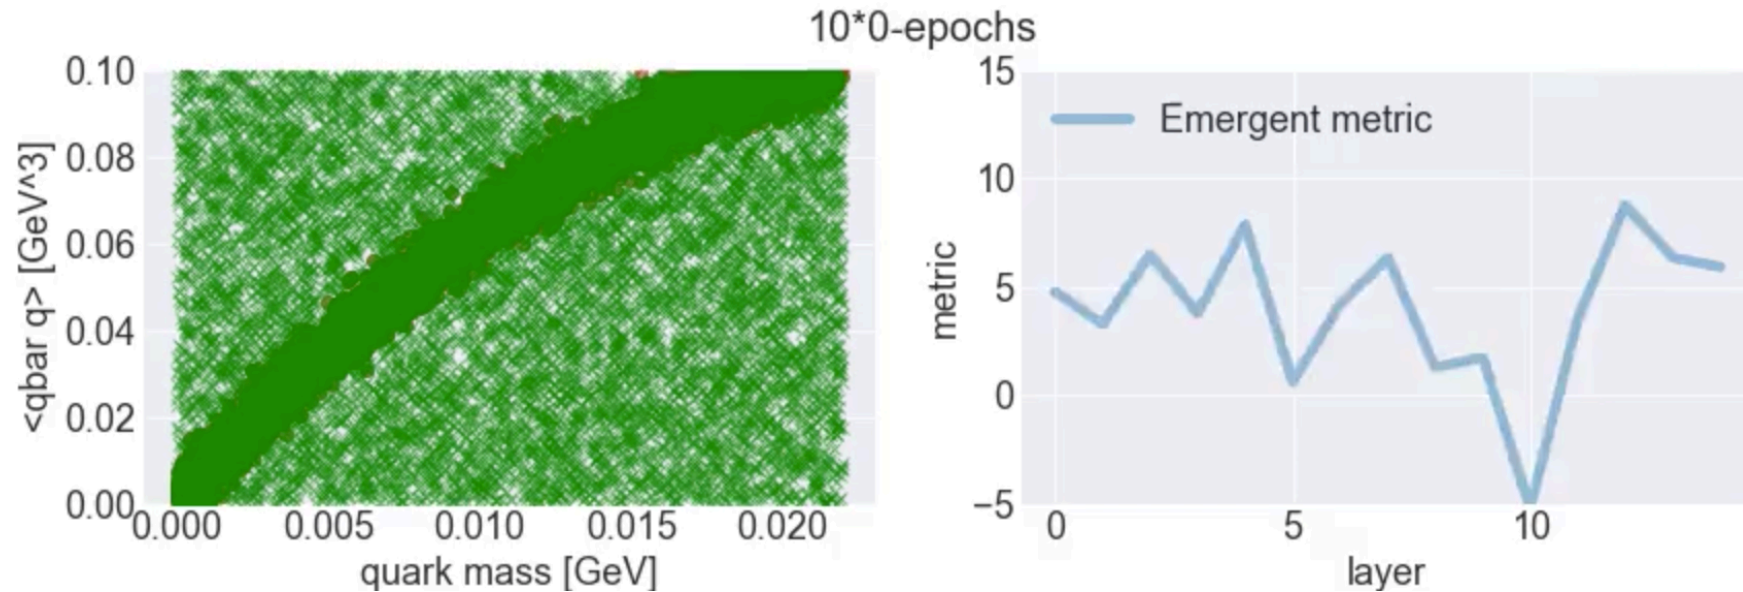 10*0-epochs
<qbar q> [GeV^3]
0.10
0.08
0.06
0.04
0.02
0.00
0.000 0.005 0.010 0.015 0.020
quark mass [GeV]
metric
15
10
5
0
−5
Emergent metric
0 5 10
layer